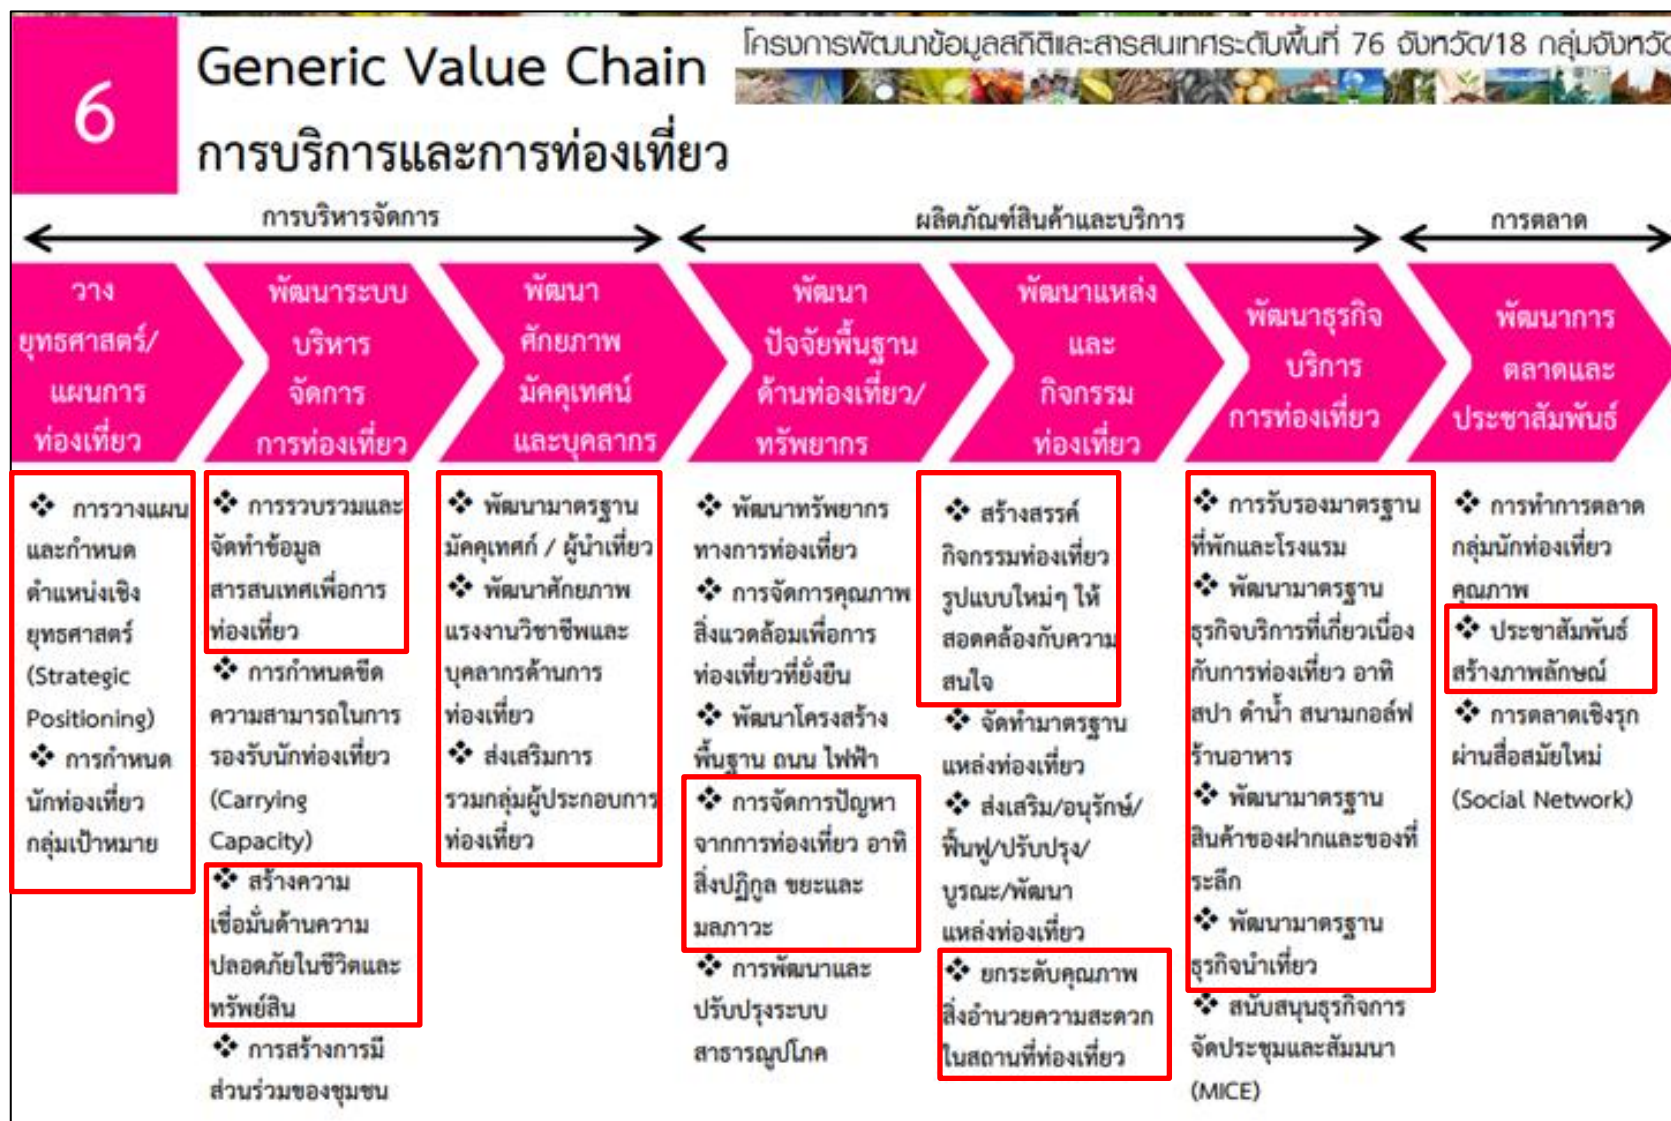 6
Generic Value Chain
การบริการและการท่องเที่ยว
โครงการพัฒนาข้อมูลสถิติและสารสนเทศระดับพื้นที่ 76 จังหวัด/18 กลุ่มจังหวัด
การบริหารจัดการ
ผลิตภัณฑ์สินค้าและบริการ
การตลาด
วาง
ยุทธศาสตร์/
แผนการ
ท่องเที่ยว
พัฒนาระบบ
บริหาร
จัดการ
การท่องเที่ยว
พัฒนา
ศักยภาพ
มัคคุเทศน์
และบุคลากร
พัฒนา
ปัจจัยพื้นฐาน
ด้านท่องเที่ยว/
ทรัพยากร
พัฒนาแหล่ง
และ
กิจกรรม
ท่องเที่ยว
พัฒนาธุรกิจ
บริการ
การท่องเที่ยว
พัฒนาการ
ตลาดและ
ประชาสัมพันธ์
❖ การวางแผน
และกำหนด
ตำแหน่งเชิง
ยุทธศาสตร์
(Strategic
Positioning)
❖ การกำหนด
นักท่องเที่ยว
กลุ่มเป้าหมาย
❖ การรวบรวมและ
จัดทำข้อมูล
สารสนเทศเพื่อการ
ท่องเที่ยว
❖ การกำหนดขีด
ความสามารถในการ
รองรับนักท่องเที่ยว
(Carrying
Capacity)
❖ สร้างความ
เชื่อมั่นด้านความ
ปลอดภัยในชีวิตและ
ทรัพย์สิน
❖ การสร้างการมี
ส่วนร่วมของชุมชน
❖ พัฒนามาตรฐาน
มัคคุเทศก์ / ผู้นำเที่ยว
❖ พัฒนาศักยภาพ
แรงงานวิชาชีพและ
บุคลากรด้านการ
ท่องเที่ยว
❖ ส่งเสริมการ
รวมกลุ่มผู้ประกอบการ
ท่องเที่ยว
❖ พัฒนาทรัพยากร
ทางการท่องเที่ยว
❖ การจัดการคุณภาพ
สิ่งแวดล้อมเพื่อการ
ท่องเที่ยวที่ยั่งยืน
❖ พัฒนาโครงสร้าง
พื้นฐาน ถนน ไฟฟ้า
❖ การจัดการปัญหา
จากการท่องเที่ยว อาทิ
สิ่งปฏิกูล ขยะและ
มลภาวะ
❖ การพัฒนาและ
ปรับปรุงระบบ
สาธารณูปโภค
❖ สร้างสรรค์
กิจกรรมท่องเที่ยว
รูปแบบใหม่ๆ ให้
สอดคล้องกับความ
สนใจ
❖ จัดทำมาตรฐาน
แหล่งท่องเที่ยว
❖ ส่งเสริม/อนุรักษ์/
ฟื้นฟู/ปรับปรุง/
บูรณะ/พัฒนา
แหล่งท่องเที่ยว
❖ ยกระดับคุณภาพ
สิ่งอำนวยความสะดวก
ในสถานที่ท่องเที่ยว
❖ การรับรองมาตรฐาน
ที่พักและโรงแรม
❖ พัฒนามาตรฐาน
ธุรกิจบริการที่เกี่ยวเนื่อง
กับการท่องเที่ยว อาทิ
สปา ดำน้ำ สนามกอล์ฟ
ร้านอาหาร
❖ พัฒนามาตรฐาน
สินค้าของฝากและของที่
ระลึก
❖ พัฒนามาตรฐาน
ธุรกิจนำเที่ยว
❖ สนับสนุนธุรกิจการ
จัดประชุมและสัมมนา
(MICE)
❖ การทำการตลาด
กลุ่มนักท่องเที่ยว
คุณภาพ
❖ ประชาสัมพันธ์
สร้างภาพลักษณ์
❖ การตลาดเชิงรุก
ผ่านสื่อสมัยใหม่
(Social Network)